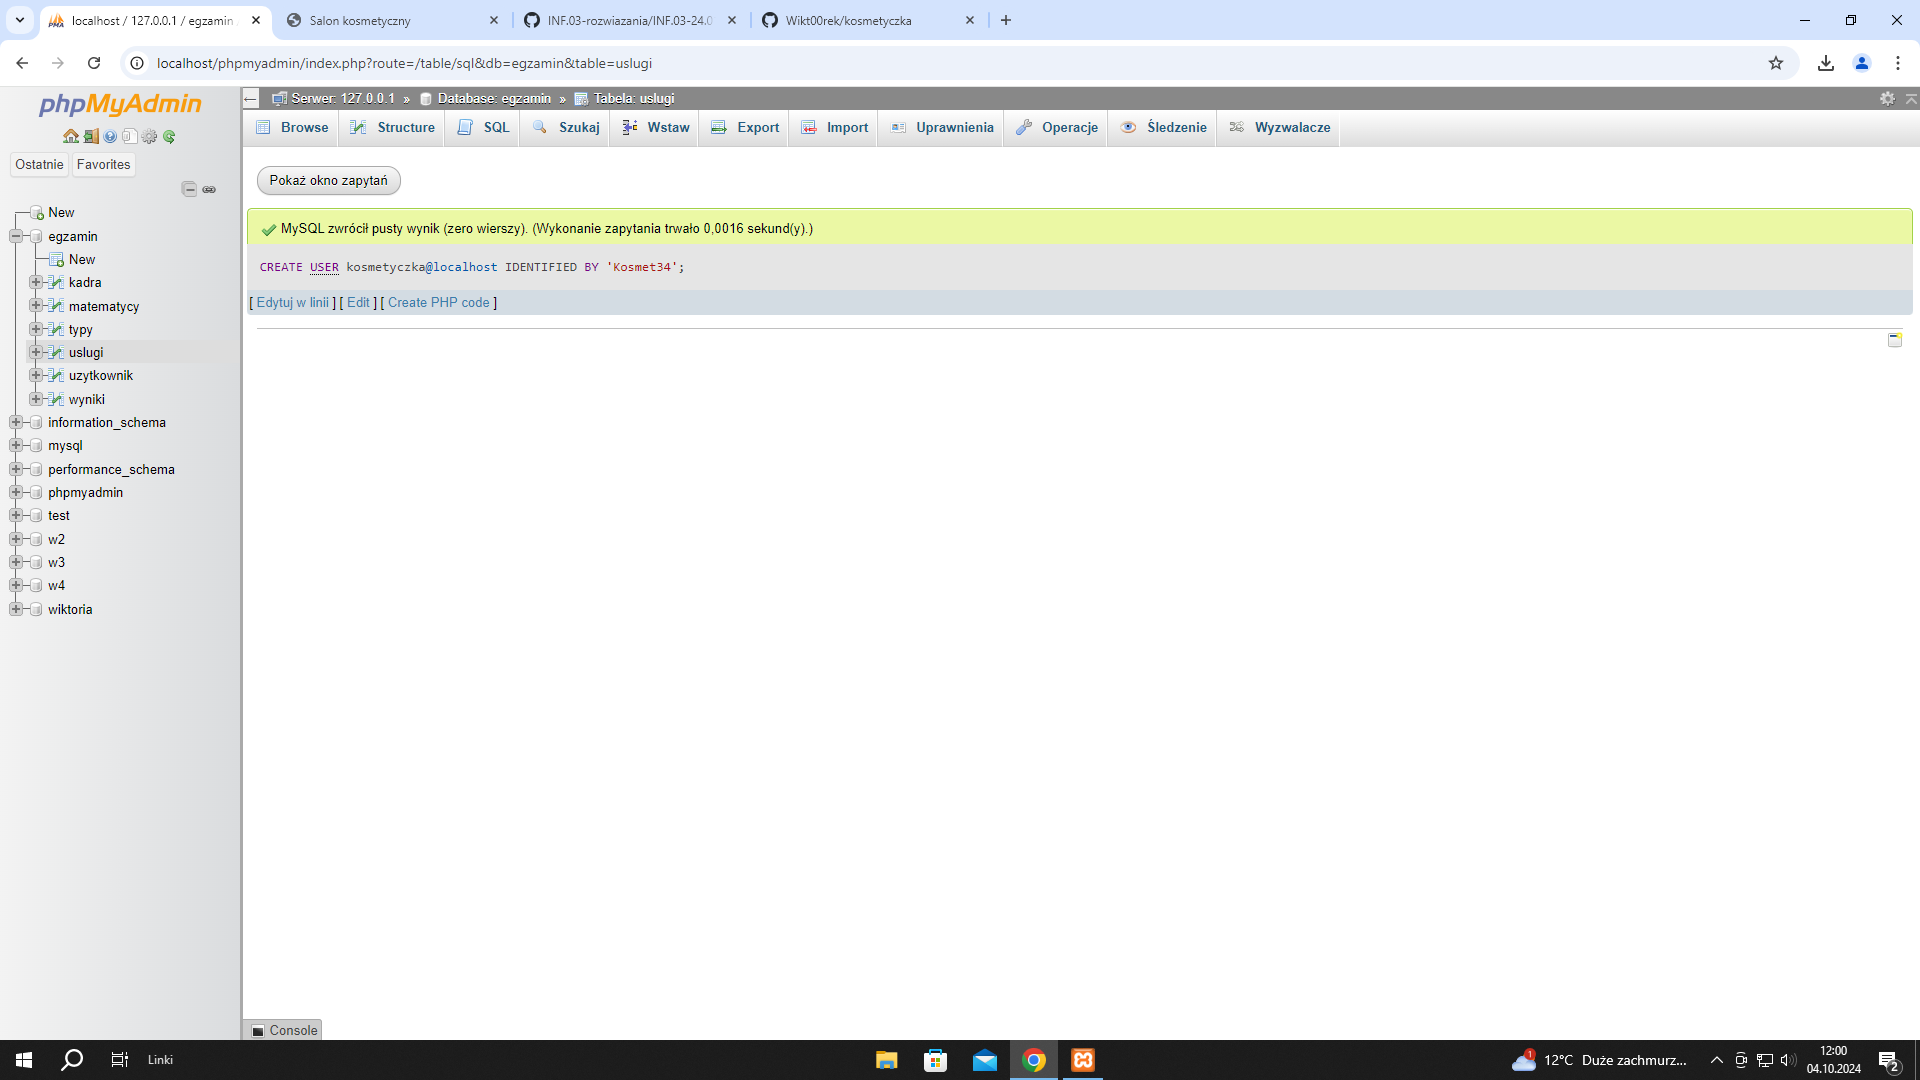 localhost / 127.0.0.1 / egzamin
Salon kosmetyczny
INF.03-rozwiazania/INF.03-24.0
Wikt00rek/kosmetyczka
localhost/phpmyadmin/index.php?route=/table/sql&db=egzamin&table=uslugi
phpMyAdmin
Ostatnie
Favorites
New
egzamin
New
kadra
matematycy
typy
uslugi
uzytkownik
wyniki
information_schema
mysql
performance_schema
phpmyadmin
test
w2
w3
w4
wiktoria
Serwer: 127.0.0.1 » Database: egzamin » Tabela: uslugi
Browse
Structure
SQL
Szukaj
Wstaw
Export
Import
Uprawnienia
Operacje
Śledzenie
Wyzwalacze
Pokaż okno zapytań
MySQL zwrócił pusty wynik (zero wierszy). (Wykonanie zapytania trwało 0,0016 sekund(y).)
CREATE USER kosmetyczka@localhost IDENTIFIED BY 'Kosmet34';
[ Edytuj w linii ] [ Edit ] [ Create PHP code ]
Console
Linki
1
12°C Duże zachmurz...
12:00
04.10.2024
2